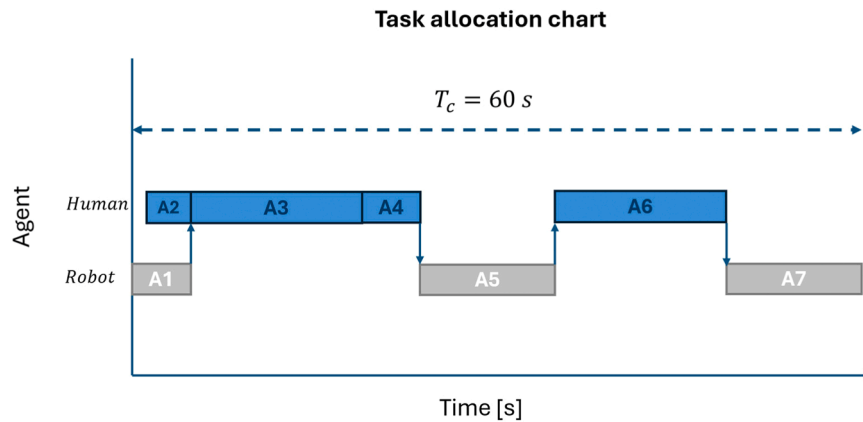 Task allocation chart
T_c = 60 s
Agent
Human
A2
A3
A4
A6
Robot
A1
A5
A7
Time [s]